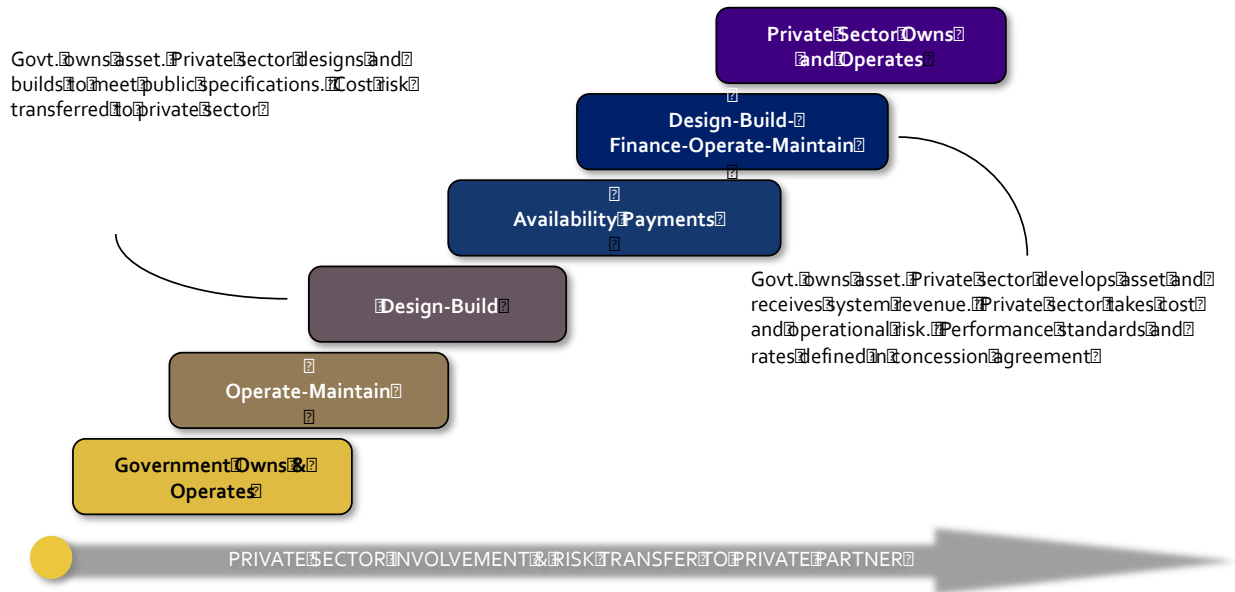 Private Sector Owns
and Operates
Govt. owns asset. Private sector designs and
builds to meet public specifications. Cost risk
transferred to private sector
Design-Build-
Finance-Operate-Maintain
Availability Payments
Govt. owns asset. Private sector develops asset and
receives system revenue. Private sector takes cost
and operational risk. Performance standards and
rates defined in concession agreement
Design-Build
Operate-Maintain
Government Owns &
Operates
PRIVATE SECTOR INVOLVEMENT & RISK TRANSFER TO PRIVATE PARTNER